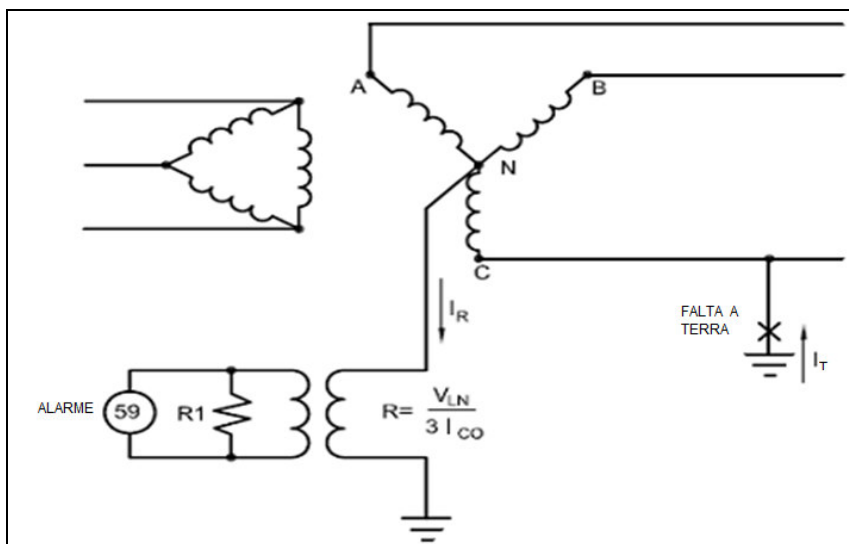 A
B
N
C
I_R
FALTA A
TERRA
I_T
ALARME
59
R1
R= V_LN
3 I_CO